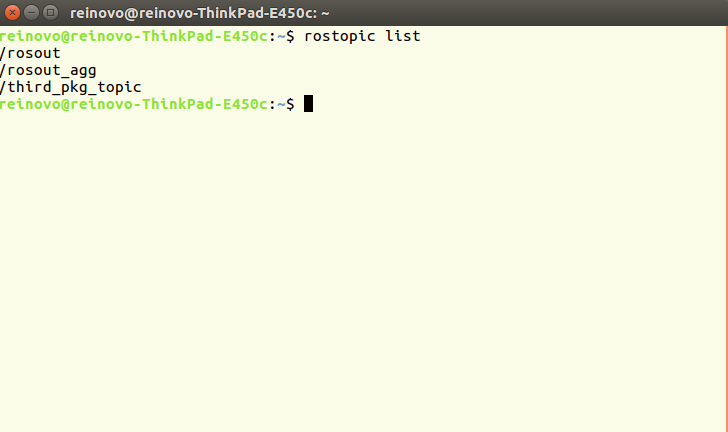 reinovo@reinovo-ThinkPad-E450c: ~
reinovo@reinovo-ThinkPad-E450c:~$ rostopic list
/rosout
/rosout_agg
/third_pkg_topic
reinovo@reinovo-ThinkPad-E450c:~$